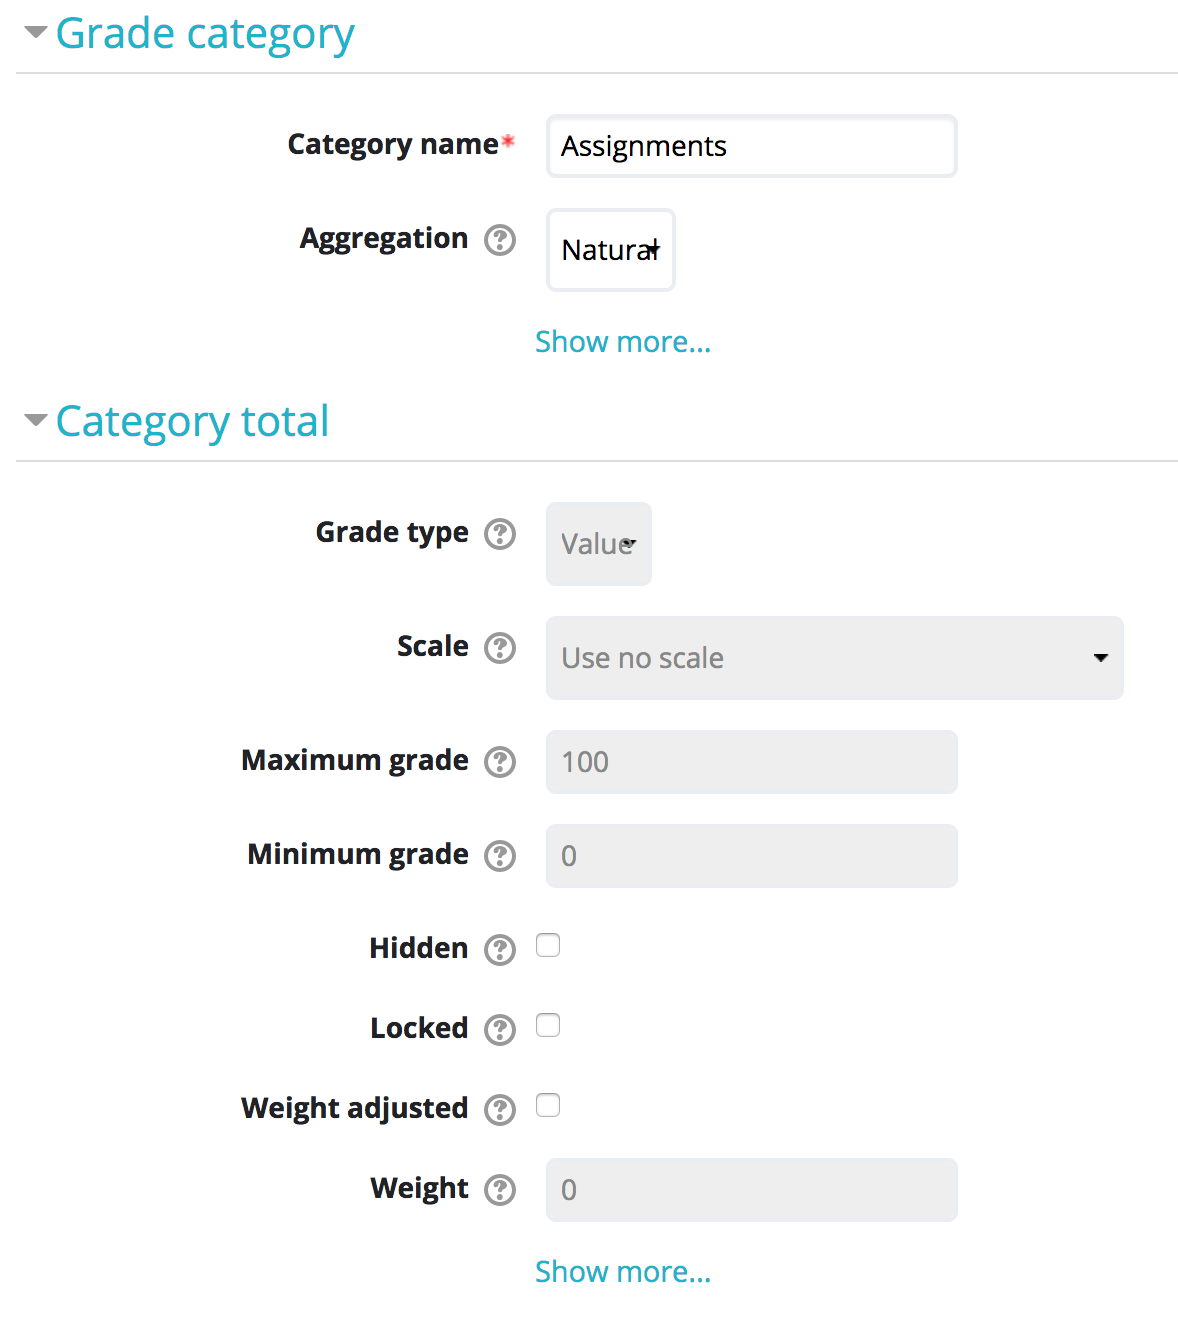 Grade category
Category name*
Assignments
Aggregation ?
Natural
Show more...
Category total
Grade type ?
Value
Scale ?
Use no scale
Maximum grade ?
100
Minimum grade ?
0
Hidden ?
Locked ?
Weight adjusted ?
Weight ?
0
Show more...